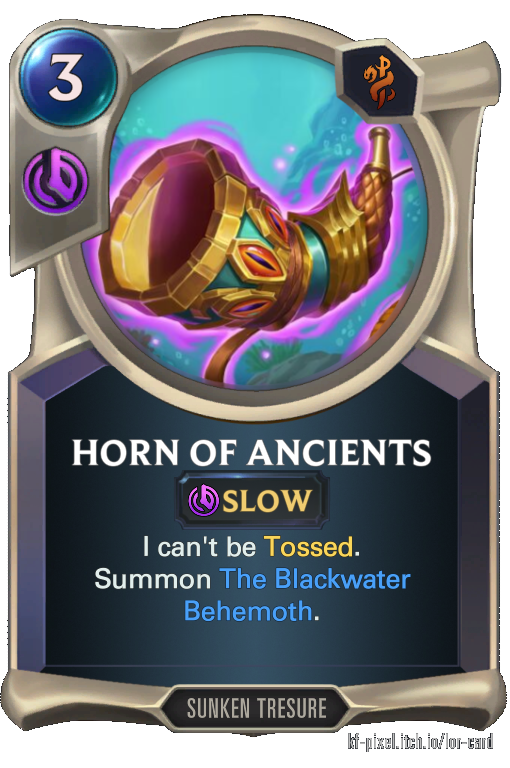 3
HORN OF ANCIENTS
SLOW
I can't be Tossed.
Summon The Blackwater
Behemoth.
SUNKEN TRESURE
kf-pixel.itch.io/lor-card